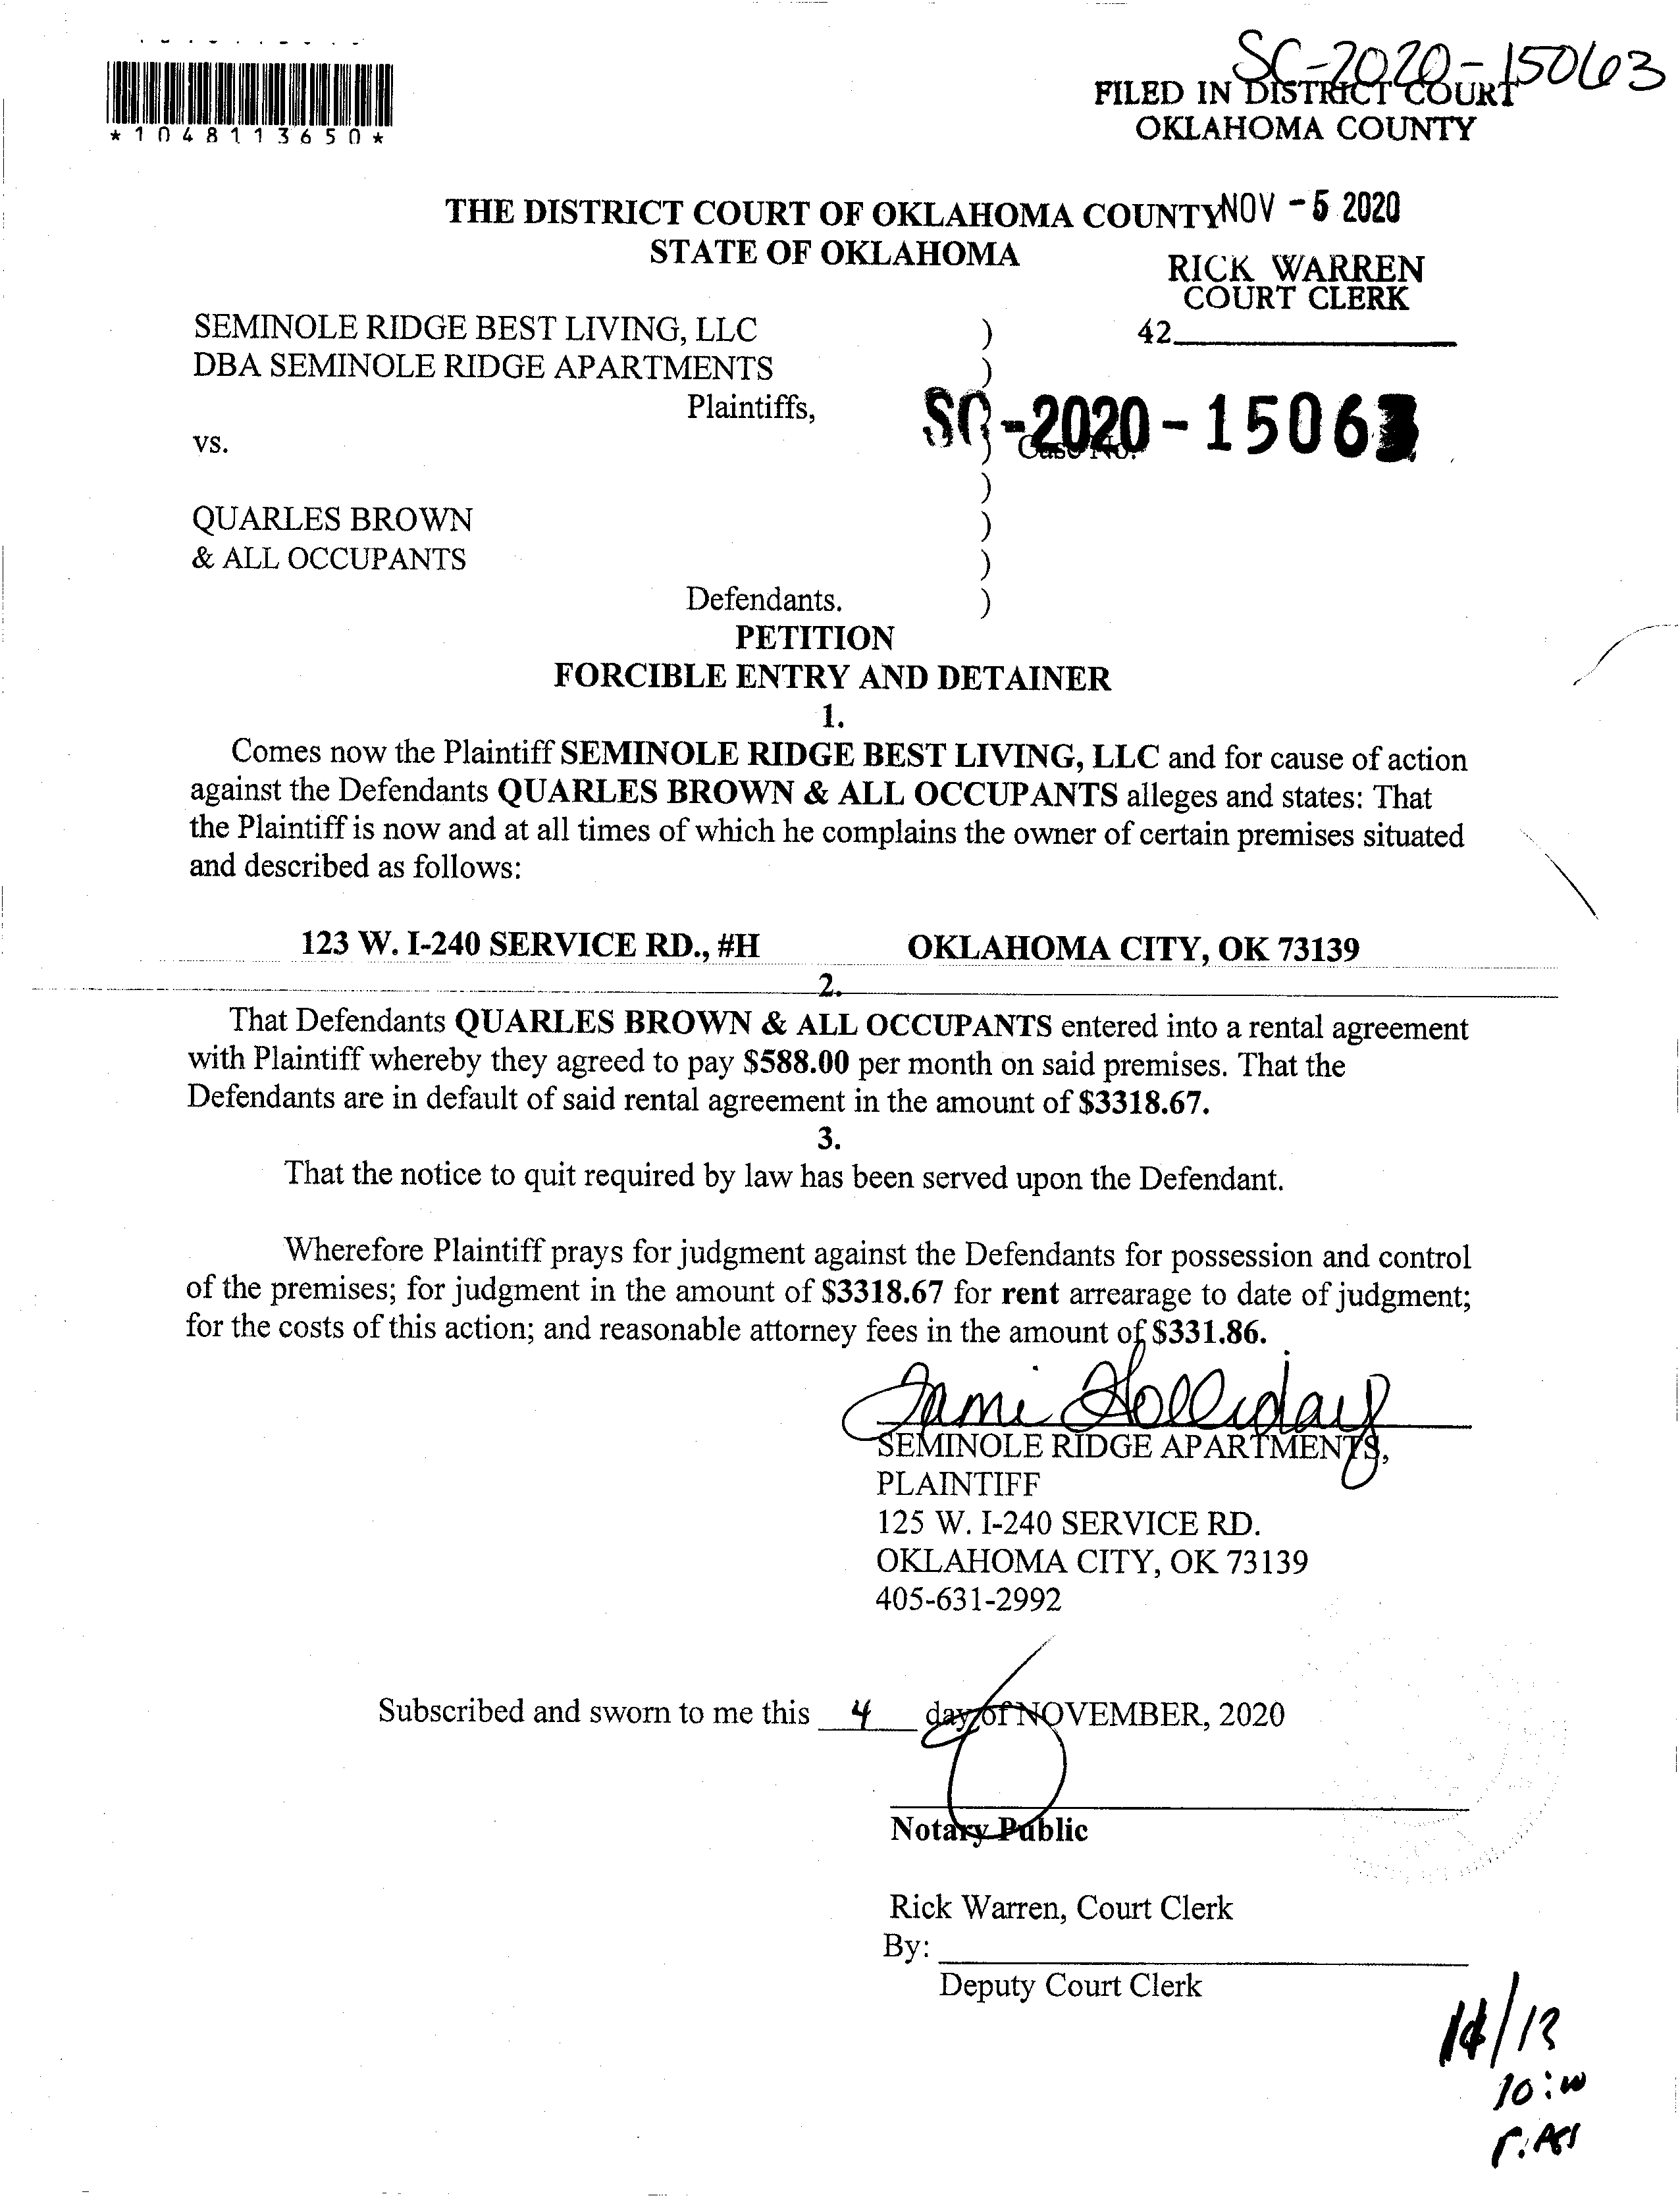 SC-2020-15063
*1048113650*
FILED IN DISTRICT COURT
OKLAHOMA COUNTY
THE DISTRICT COURT OF OKLAHOMA COUNTY NOV -5 2020
STATE OF OKLAHOMA
RICK WARREN
COURT CLERK
42
SEMINOLE RIDGE BEST LIVING, LLC )
DBA SEMINOLE RIDGE APARTMENTS )
Plaintiffs,
SC-2020-15063
vs. ) Case No.
)
QUARLES BROWN )
& ALL OCCUPANTS )
Defendants. )
PETITION
FORCIBLE ENTRY AND DETAINER
1.
Comes now the Plaintiff SEMINOLE RIDGE BEST LIVING, LLC and for cause of action
against the Defendants QUARLES BROWN & ALL OCCUPANTS alleges and states: That
the Plaintiff is now and at all times of which he complains the owner of certain premises situated
and described as follows:
123 W. I-240 SERVICE RD., #H OKLAHOMA CITY, OK 73139
2.
That Defendants QUARLES BROWN & ALL OCCUPANTS entered into a rental agreement
with Plaintiff whereby they agreed to pay $588.00 per month on said premises. That the
Defendants are in default of said rental agreement in the amount of $3318.67.
3.
That the notice to quit required by law has been served upon the Defendant.
Wherefore Plaintiff prays for judgment against the Defendants for possession and control
of the premises; for judgment in the amount of $3318.67 for rent arrearage to date of judgment;
for the costs of this action; and reasonable attorney fees in the amount of $331.86.
Jami Holliday
SEMINOLE RIDGE APARTMENTS,
PLAINTIFF
125 W. I-240 SERVICE RD.
OKLAHOMA CITY, OK 73139
405-631-2992
Subscribed and sworn to me this 4 day of NOVEMBER, 2020
Notary Public
Rick Warren, Court Clerk
By:
Deputy Court Clerk